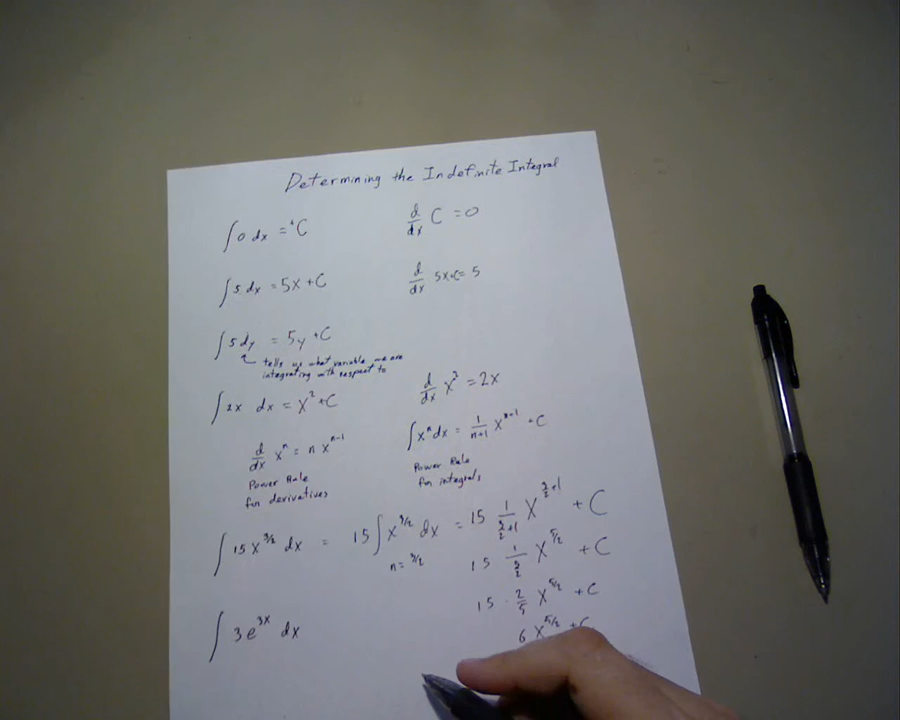 Determining the Indefinite Integral
∫0 dx = C
d/dx C = 0
∫5 dx = 5x + C
d/dx 5x+C = 5
∫5 dy = 5y + C
tells us what variable we are
integrating with respect to
∫2x dx = x² + C
d/dx x² = 2x
d/dx xⁿ = n xⁿ⁻¹
∫xⁿ dx = 1/(n+1) xⁿ⁺¹ + C
Power Rule
for derivatives
Power Rule
for integrals
∫15x^(3/2) dx = 15∫x^(3/2) dx = 15 1/(3/2+1) x^(3/2+1) + C
n = 3/2
15 1/(5/2) x^(5/2) + C
15 · 2/5 x^(5/2) + C
6 x^(5/2) + C
∫3e^(3x) dx